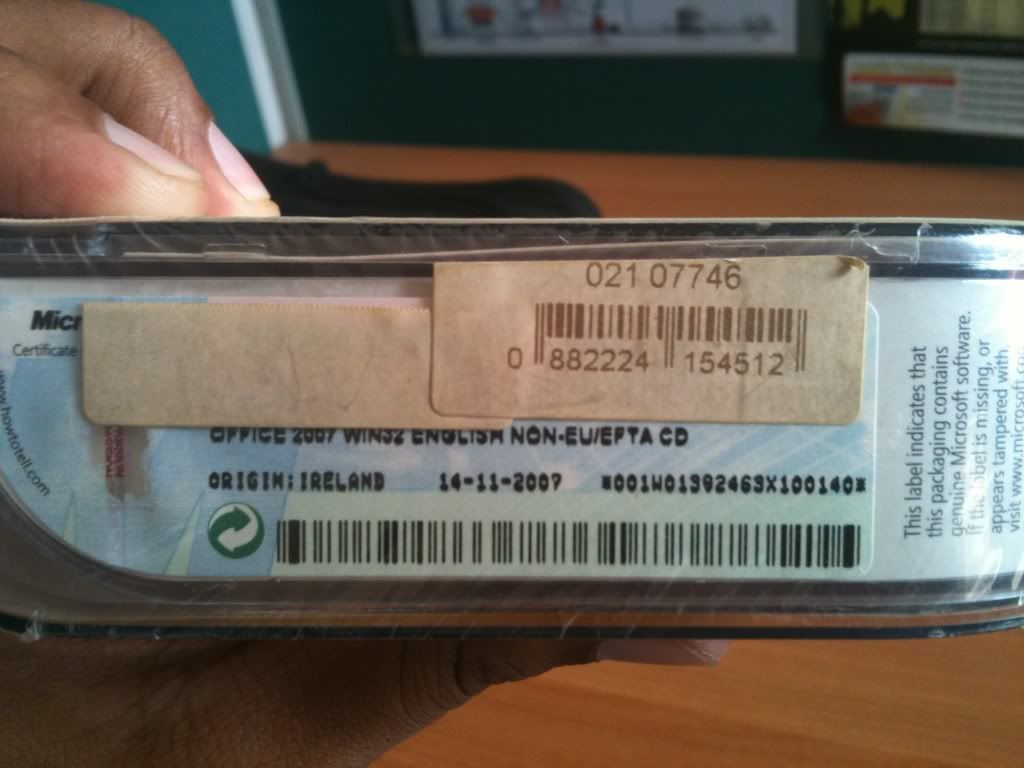 021 07746
0 882224 154512
Micr
Certificate
www.howtotell.com
OFFICE 2007 WIN32 ENGLISH NON-EU/EFTA CD
ORIGIN:IRELAND 14-11-2007 *001W01392463X100140*
This label indicates that
this packaging contains
genuine Microsoft software.
If the label is missing, or
appears tampered with
visit www.microsoft.co